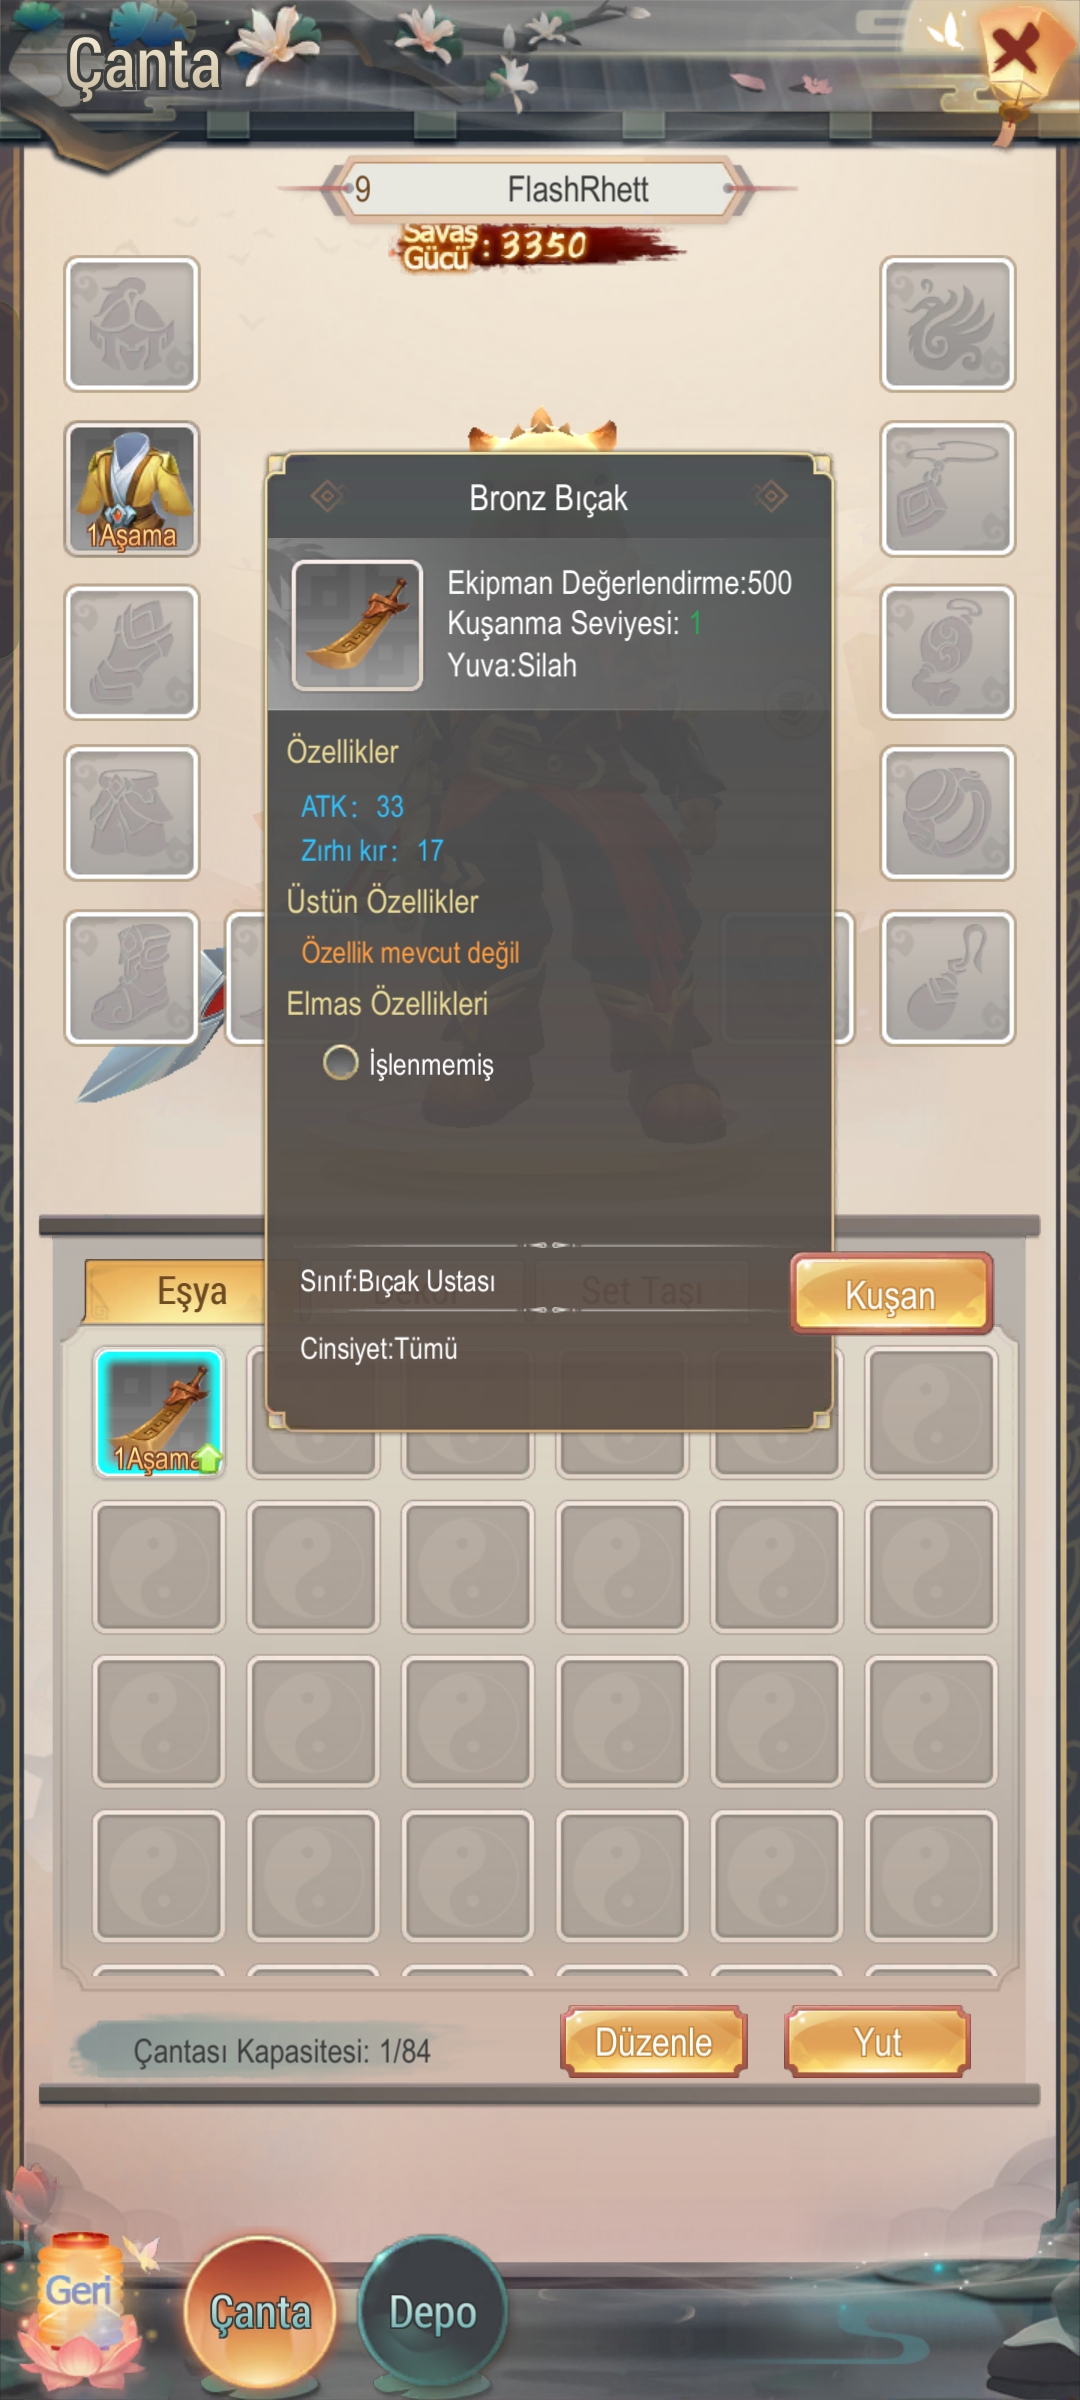 Çanta
9 FlashRhett
Savaş Gücü : 3350
1Aşama
Bronz Bıçak
Ekipman Değerlendirme:500
Kuşanma Seviyesi: 1
Yuva:Silah
Özellikler
ATK: 33
Zırhı kır: 17
Üstün Özellikler
Özellik mevcut değil
Elmas Özellikleri
İşlenmemiş
Sınıf:Bıçak Ustası
Cinsiyet:Tümü
Eşya
Dekor
Set Taşı
Kuşan
1Aşama
Çantası Kapasitesi: 1/84
Düzenle
Yut
Geri
Çanta
Depo